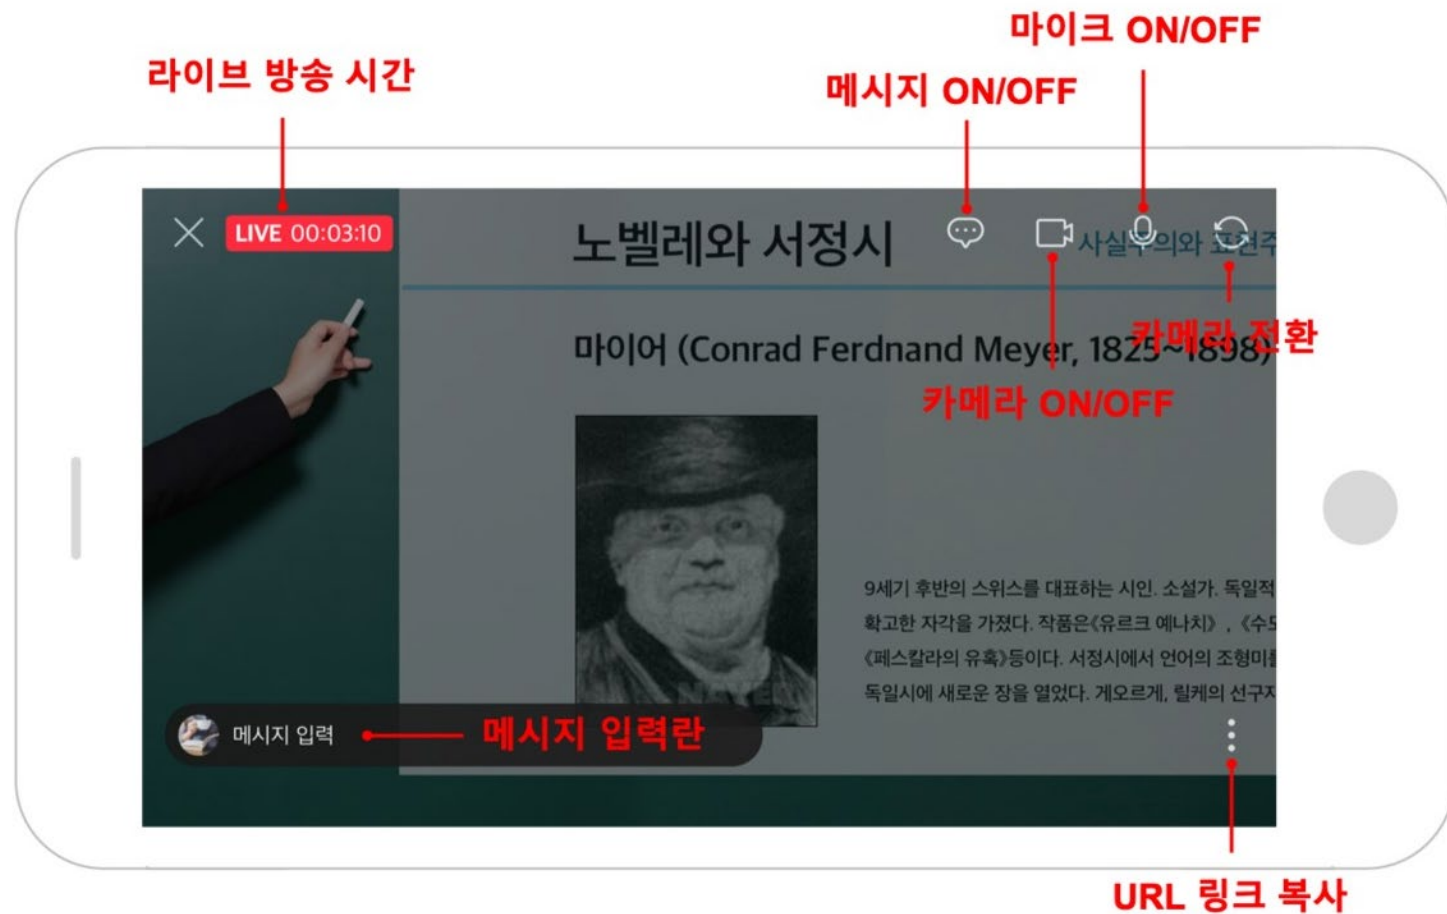 마이크 ON/OFF
라이브 방송 시간
메시지 ON/OFF
LIVE 00:03:10
노벨레와 서정시
사실주의와 표현주
카메라 전환
마이어 (Conrad Ferdnand Meyer, 1825~1898)
카메라 ON/OFF
9세기 후반의 스위스를 대표하는 시인. 소설가. 독일적
확고한 자각을 가졌다. 작품은《유르크 예나치》, 《수도
《페스칼라의 유혹》등이다. 서정시에서 언어의 조형미를
독일시에 새로운 장을 열었다. 게오르게, 릴케의 선구자
NAVER
메시지 입력
메시지 입력란
URL 링크 복사